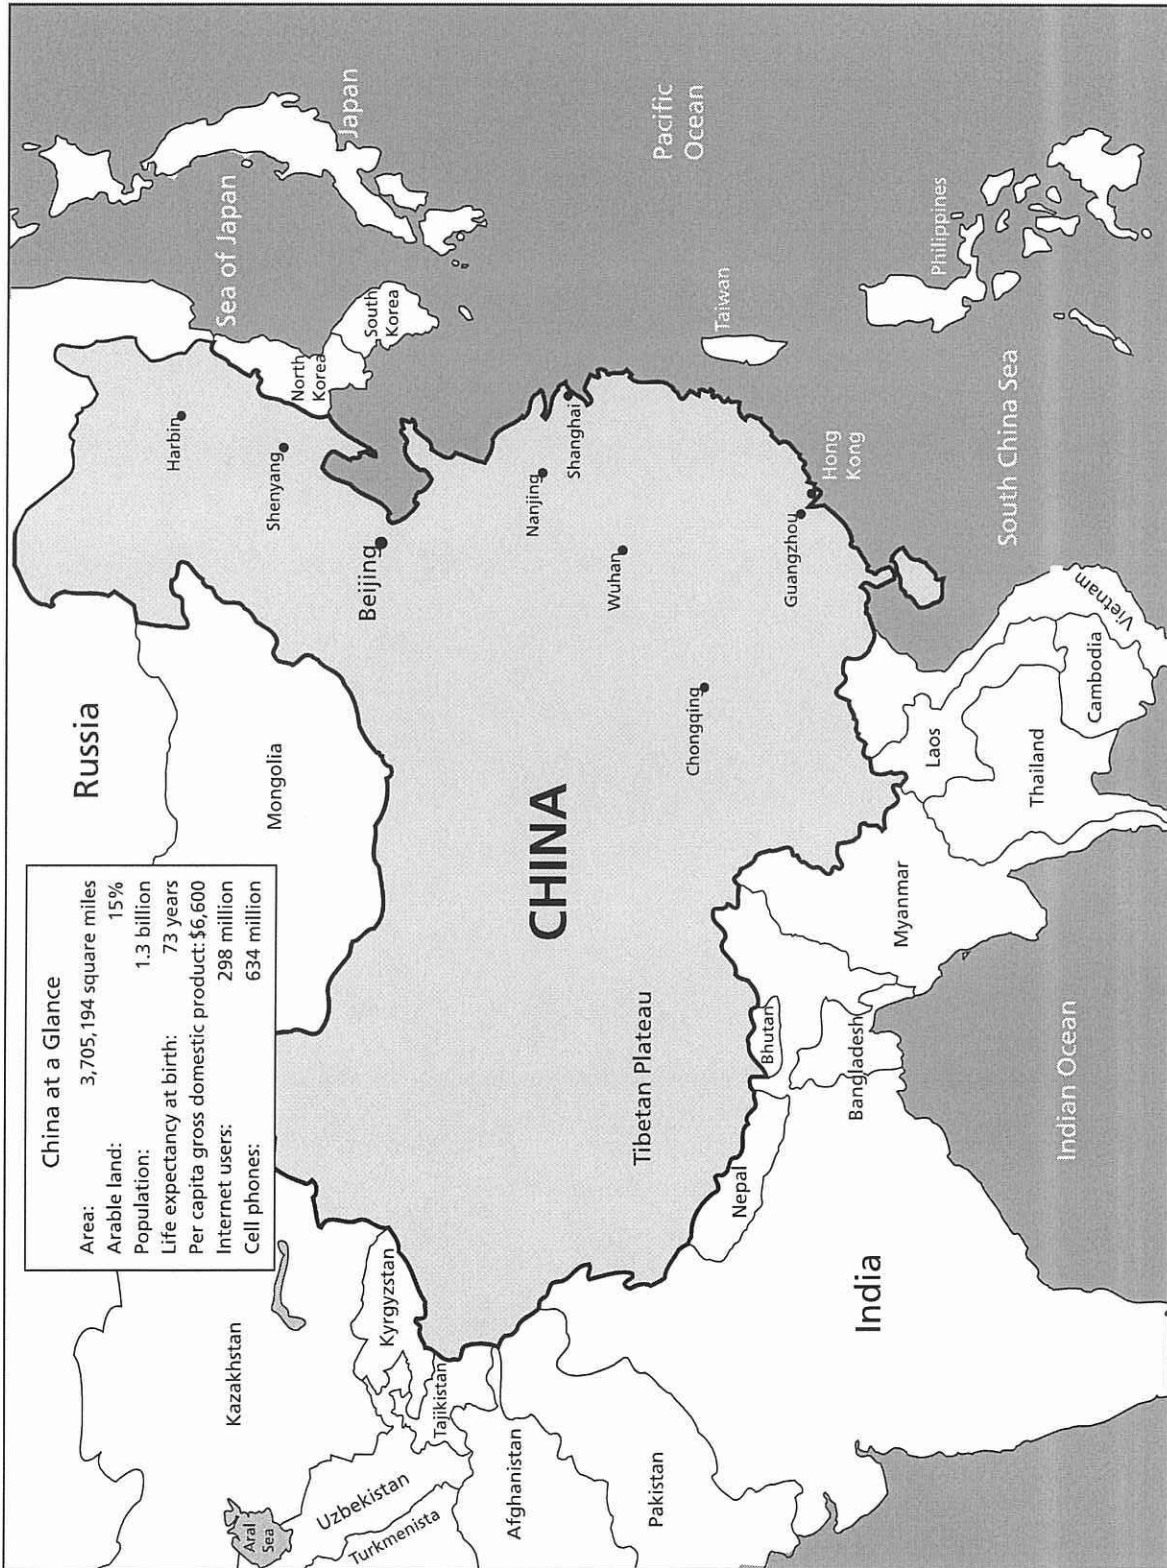 China at a Glance
Area: 3,705,194 square miles
Arable land: 15%
Population: 1.3 billion
Life expectancy at birth: 73 years
Per capita gross domestic product: $6,600
Internet users: 298 million
Cell phones: 634 million
Russia
Mongolia
Kazakhstan
Aral
Sea
Uzbekistan
Turkmenista
Kyrgyzstan
Tajikistan
Afghanistan
Pakistan
India
Nepal
Bhutan
Bangladesh
Myanmar
Laos
Thailand
Cambodia
Vietnam
CHINA
Tibetan Plateau
Harbin
Shenyang
Beijing
Nanjing
Shanghai
Wuhan
Chongqing
Guangzhou
Hong
Kong
North
Korea
South
Korea
Sea of Japan
Japan
Pacific
Ocean
Taiwan
Philippines
South China Sea
Indian Ocean